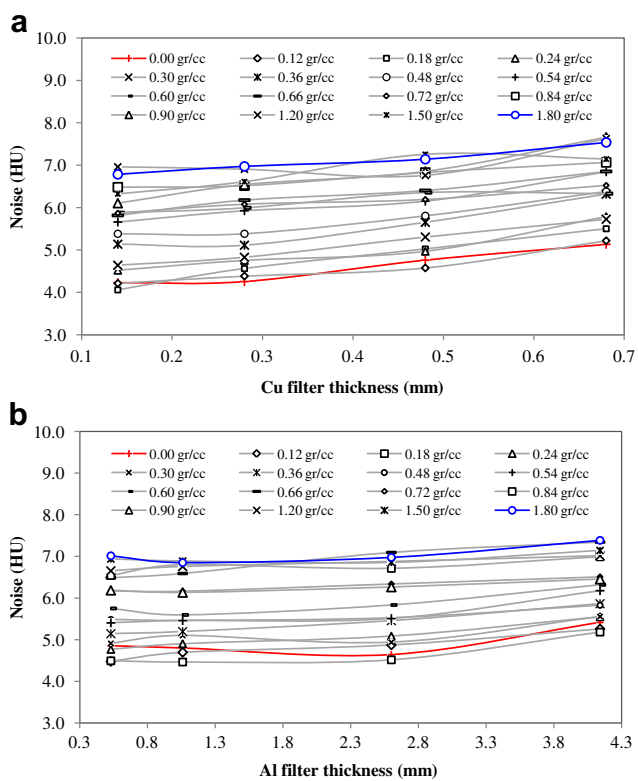 a
10.0
9.0
8.0
7.0
6.0
5.0
4.0
3.0
Noise (HU)
0.00 gr/cc 0.12 gr/cc 0.18 gr/cc 0.24 gr/cc
0.30 gr/cc 0.36 gr/cc 0.48 gr/cc 0.54 gr/cc
0.60 gr/cc 0.66 gr/cc 0.72 gr/cc 0.84 gr/cc
0.90 gr/cc 1.20 gr/cc 1.50 gr/cc 1.80 gr/cc
0.1 0.2 0.3 0.4 0.5 0.6 0.7
Cu filter thickness (mm)
b
10.0
9.0
8.0
7.0
6.0
5.0
4.0
3.0
Noise (HU)
0.00 gr/cc 0.12 gr/cc 0.18 gr/cc 0.24 gr/cc
0.30 gr/cc 0.36 gr/cc 0.48 gr/cc 0.54 gr/cc
0.60 gr/cc 0.66 gr/cc 0.72 gr/cc 0.84 gr/cc
0.90 gr/cc 1.20 gr/cc 1.50 gr/cc 1.80 gr/cc
0.3 0.8 1.3 1.8 2.3 2.8 3.3 3.8 4.3
Al filter thickness (mm)